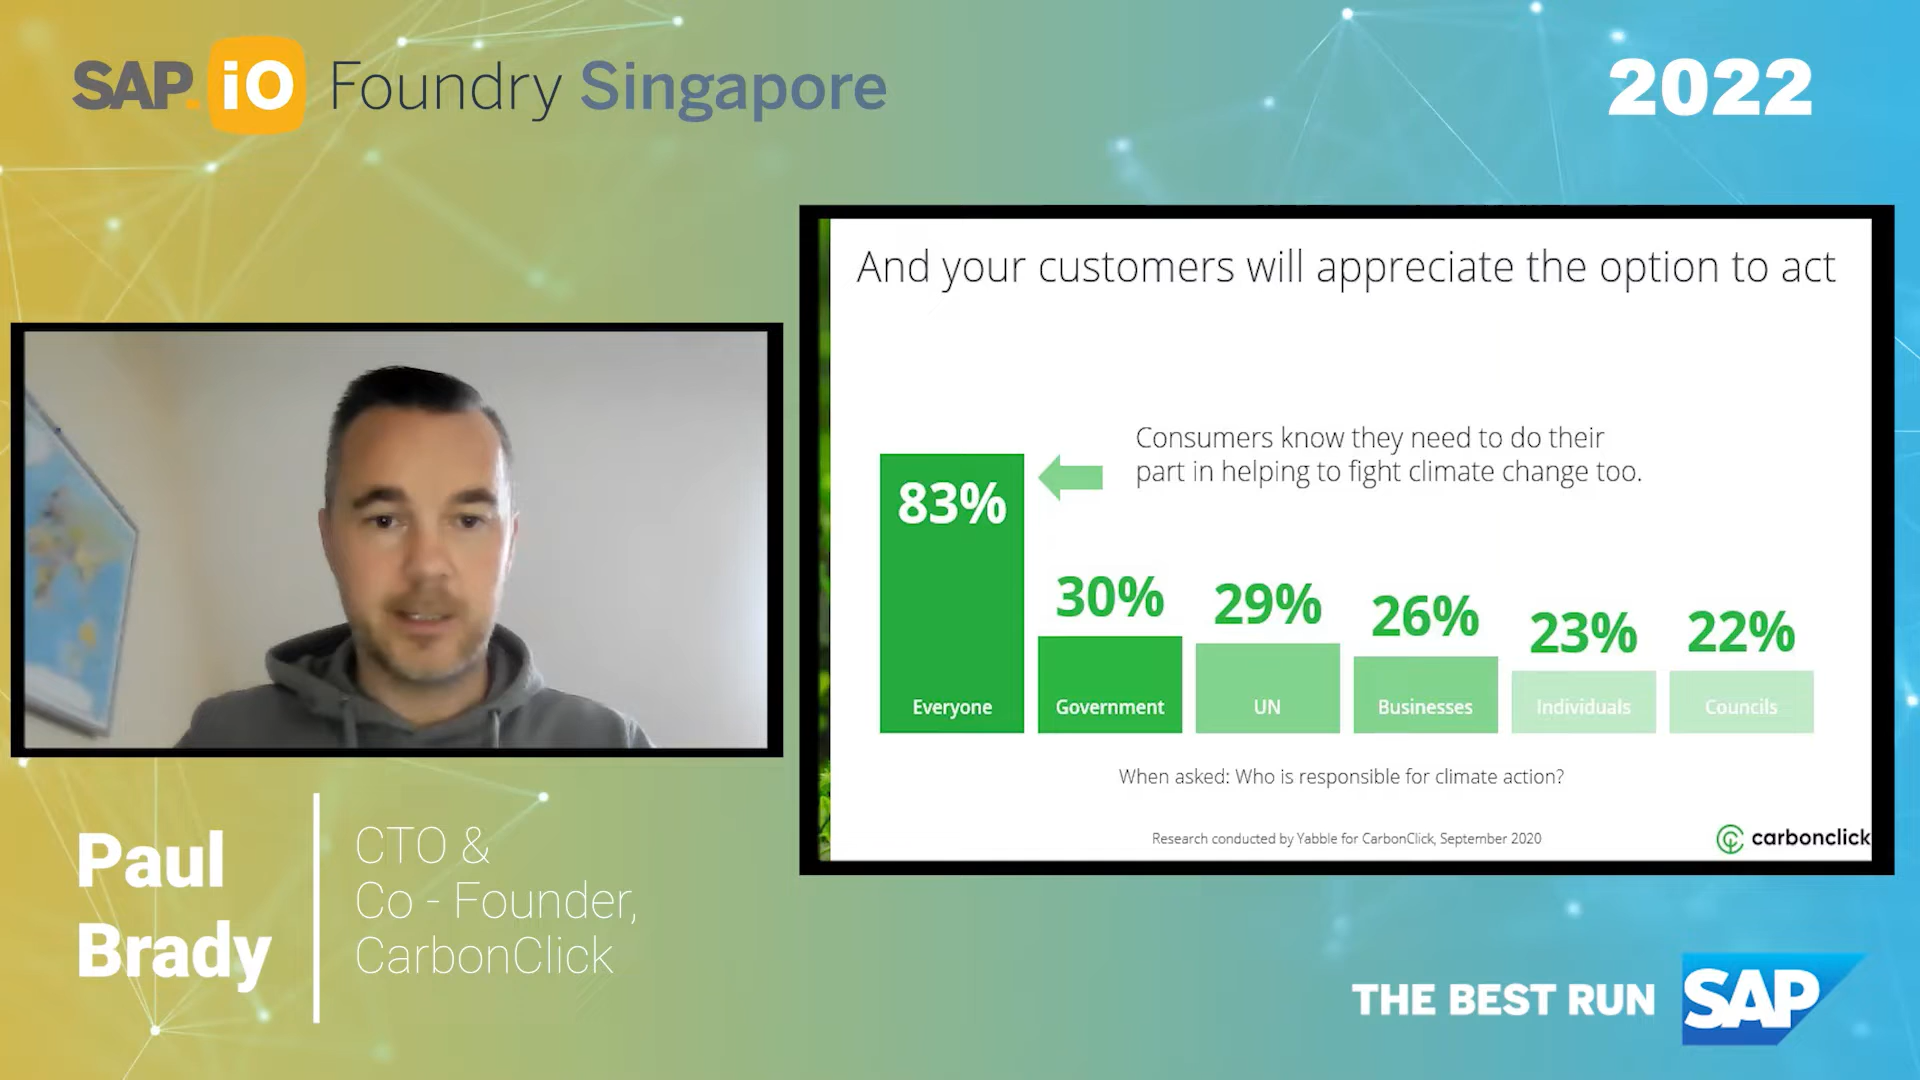 SAP iO Foundry Singapore
2022
And your customers will appreciate the option to act
Consumers know they need to do their
part in helping to fight climate change too.
83%
30%
29%
26%
23%
22%
Everyone
Government
UN
Businesses
Individuals
Councils
When asked: Who is responsible for climate action?
Research conducted by Yabble for CarbonClick, September 2020
carbonclick
Paul
Brady
CTO &
Co - Founder,
CarbonClick
THE BEST RUN SAP